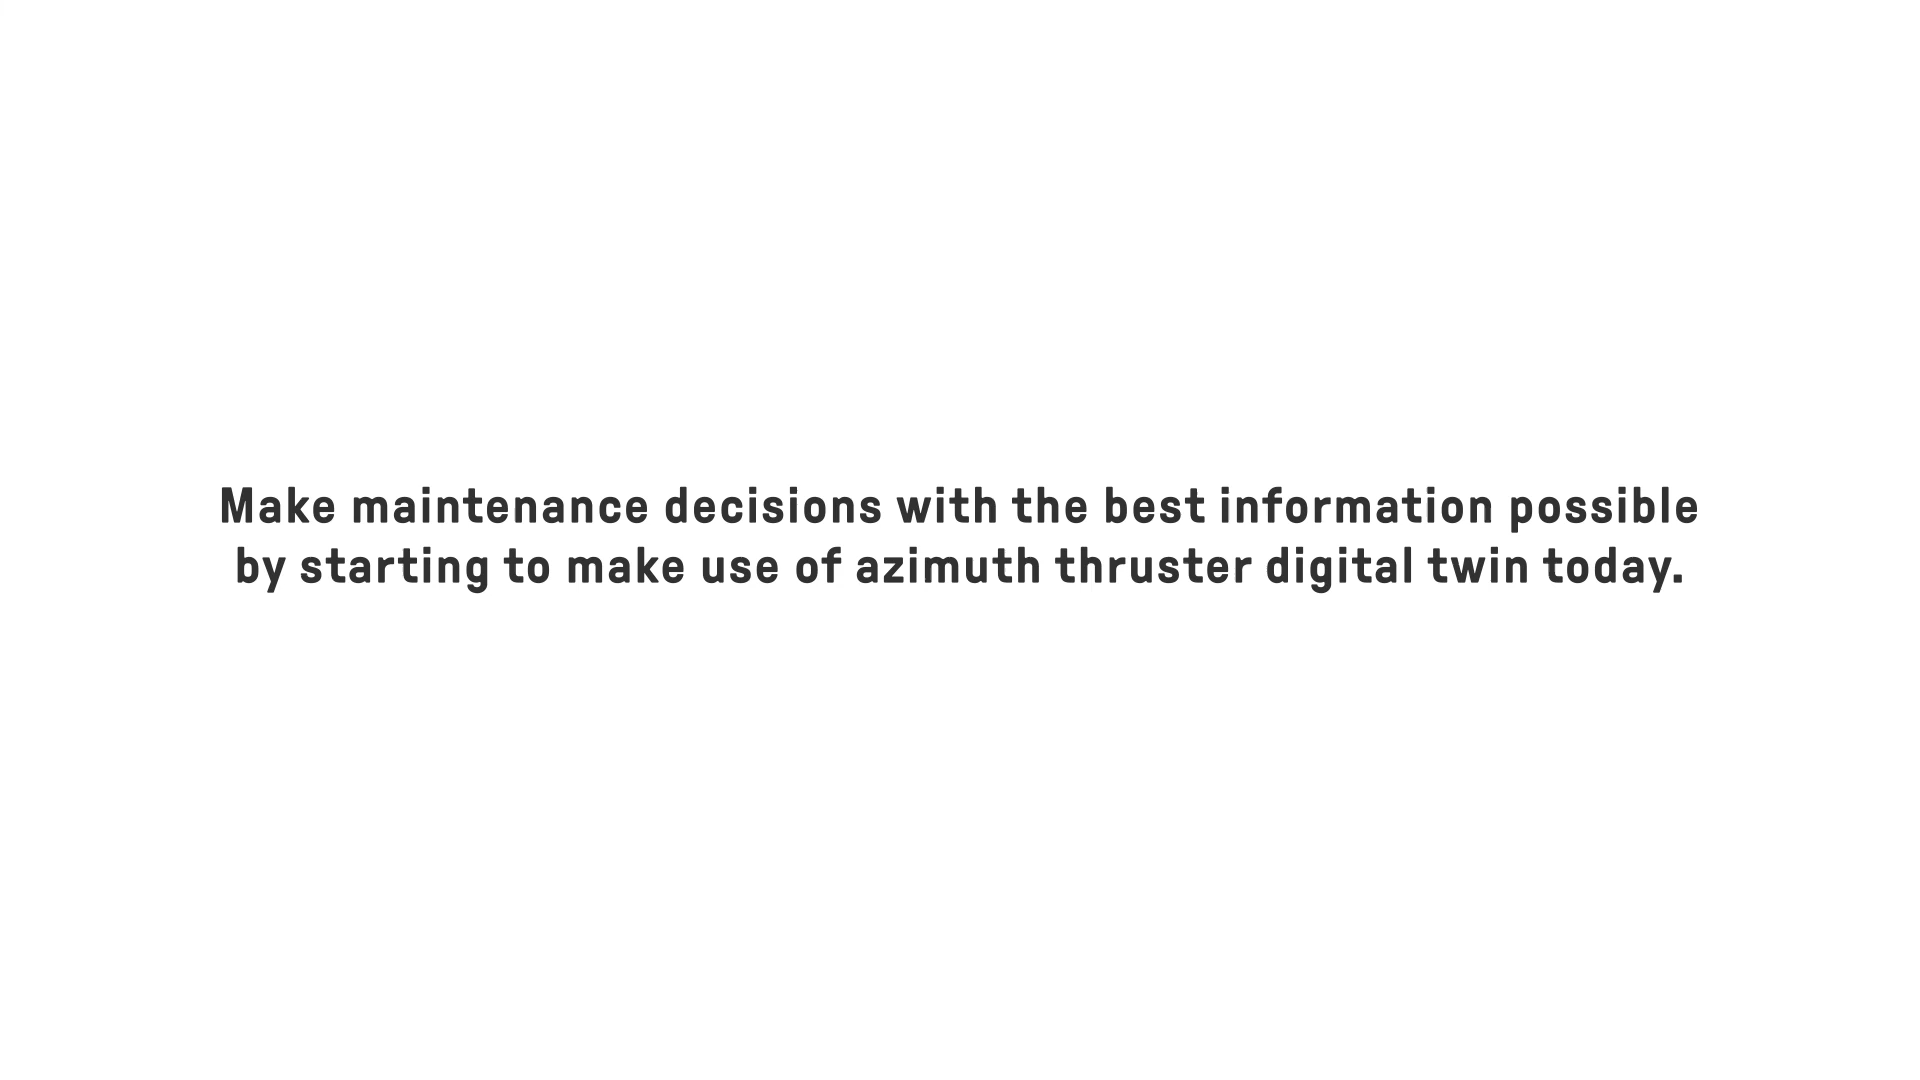 Make maintenance decisions with the best information possible
by starting to make use of azimuth thruster digital twin today.